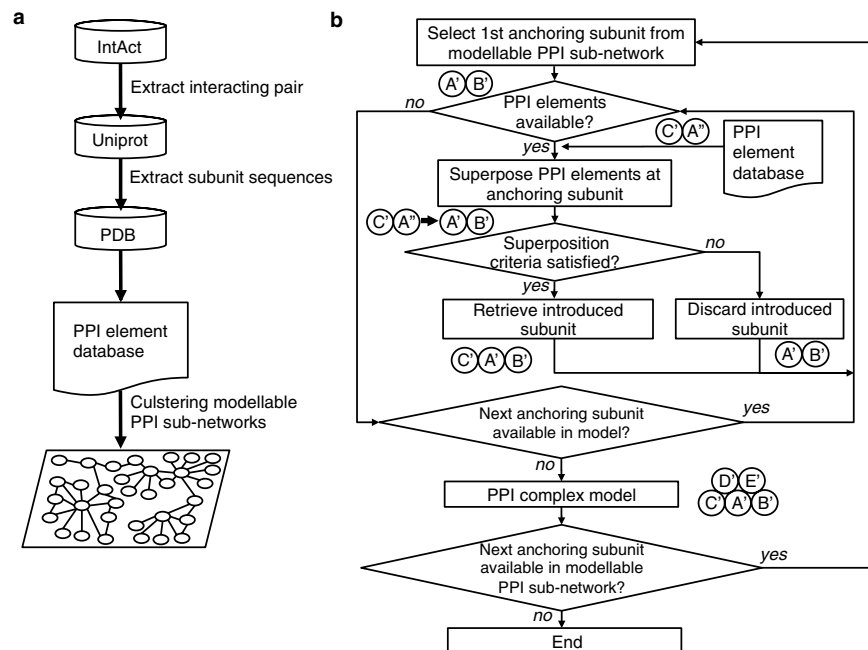 a
IntAct
Extract interacting pair
Uniprot
Extract subunit sequences
PDB
PPI element
database
Culstering modellable
PPI sub-networks
b
Select 1st anchoring subunit from
modellable PPI sub-network
A' B'
no
PPI elements
available?
yes
C' A"
PPI
element
database
Superpose PPI elements at
anchoring subunit
C' A" A' B'
Superposition
criteria satisfied?
no
yes
Retrieve introduced
subunit
Discard introduced
subunit
C' A' B'
A' B'
Next anchoring subunit
available in model?
yes
no
PPI complex model
D' E'
C' A' B'
Next anchoring subunit
available in modellable
PPI sub-network?
yes
no
End